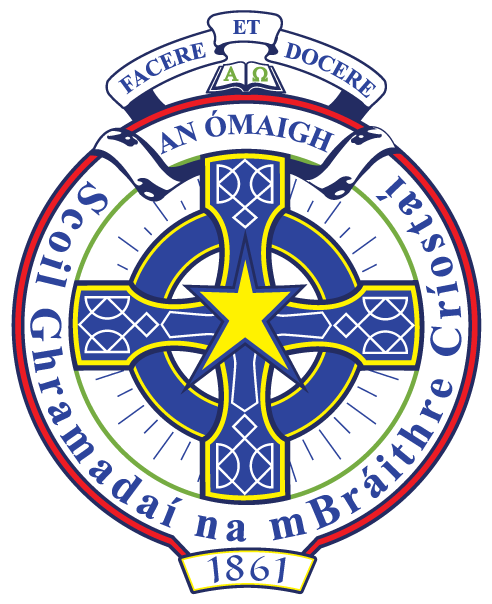 FACERE ET DOCERE
Α Ω
AN ÓMAIGH
Scoil Ghramadaí na mBráithre Críostaí
1861